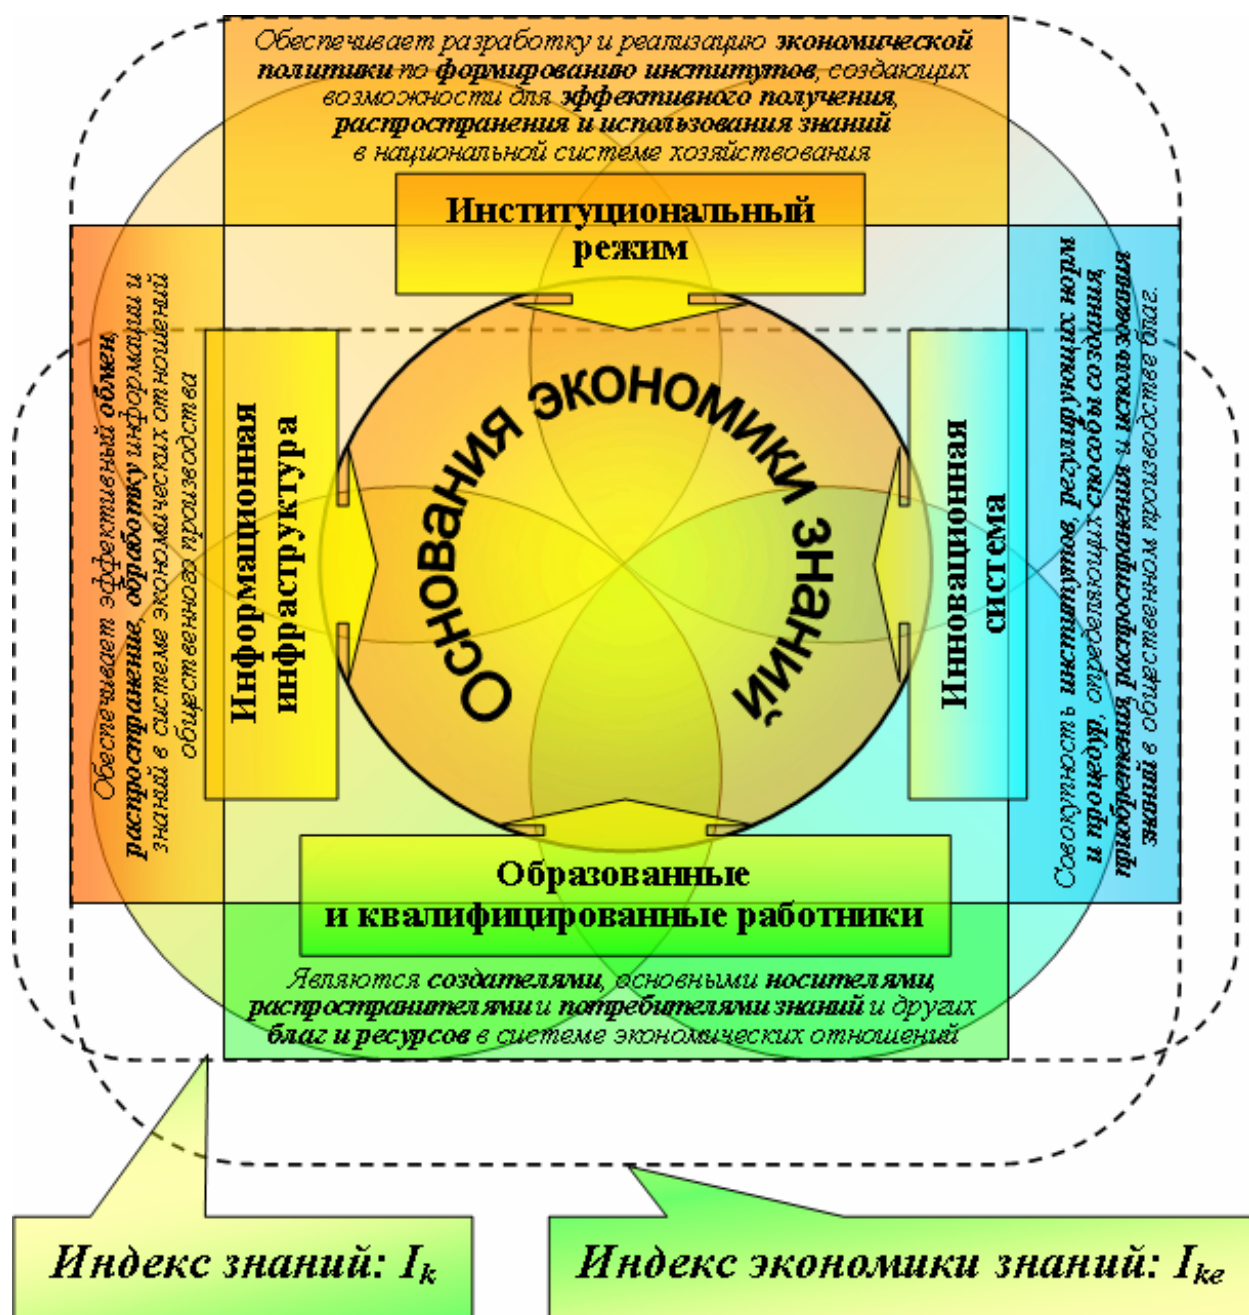 Обеспечивает разработку и реализацию экономической
политики по формированию институтов, создающих
возможности для эффективного получения,
распространения и использования знаний
в национальной системе хозяйствования
Институциональный
режим
Обеспечивает эффективный обмен,
распространение, обработку информации и
знаний в системе экономических отношений
общественного производства
Информационная
инфраструктура
Основания экономики знаний
Инновационная
система
Совокупность институтов, регулирующих норм
и процедур, определяющих способы создания,
приобретения, распространения и использования
знаний в общественном производстве благ.
Образованные
и квалифицированные работники
Являются создателями, основными носителями,
распространителями и потребителями знаний и других
благ и ресурсов в системе экономических отношений
Индекс знаний: Ik
Индекс экономики знаний: Ike